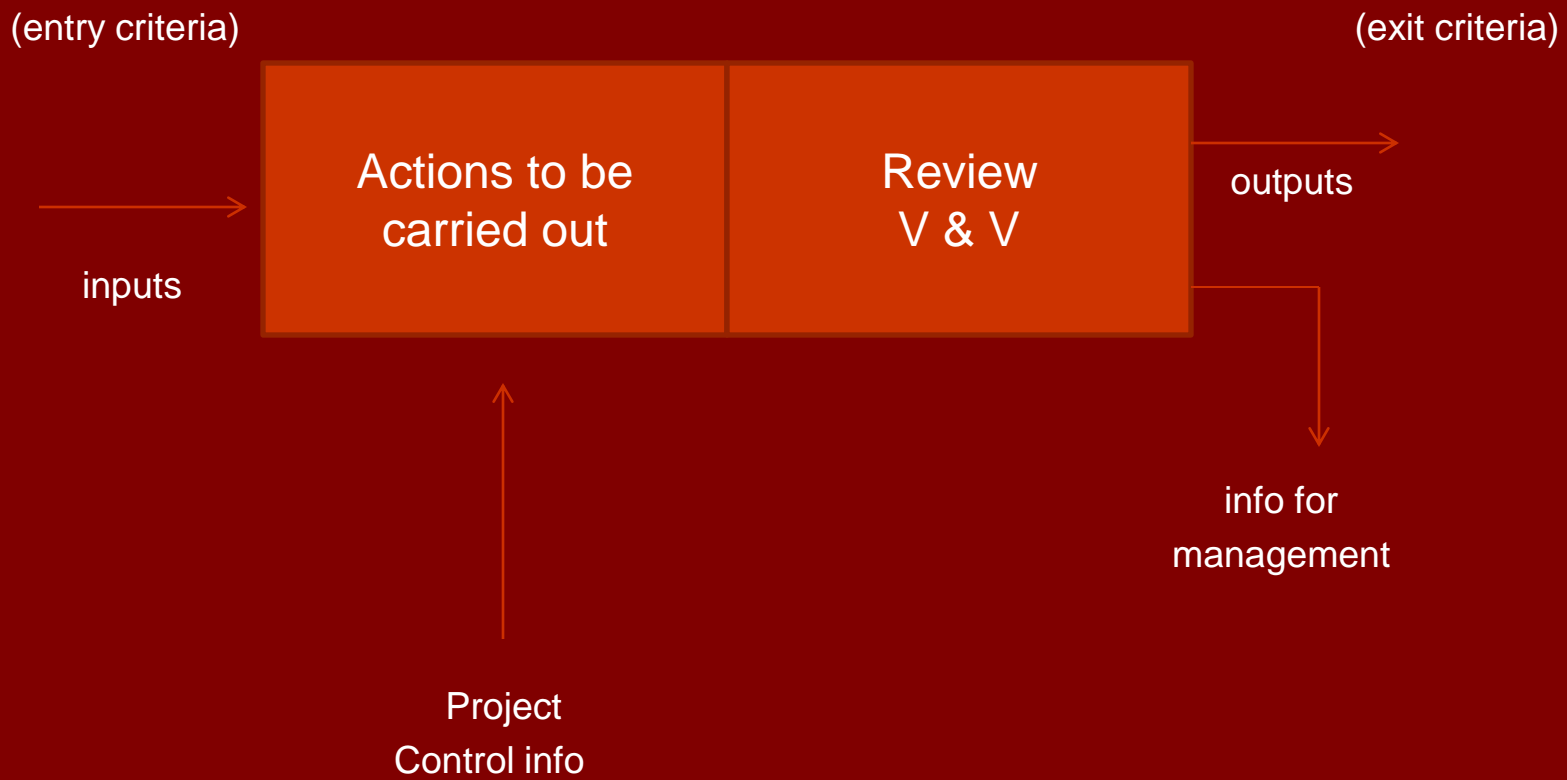 (entry criteria)
(exit criteria)
Actions to be
carried out
Review
V & V
inputs
outputs
info for
management
Project
Control info